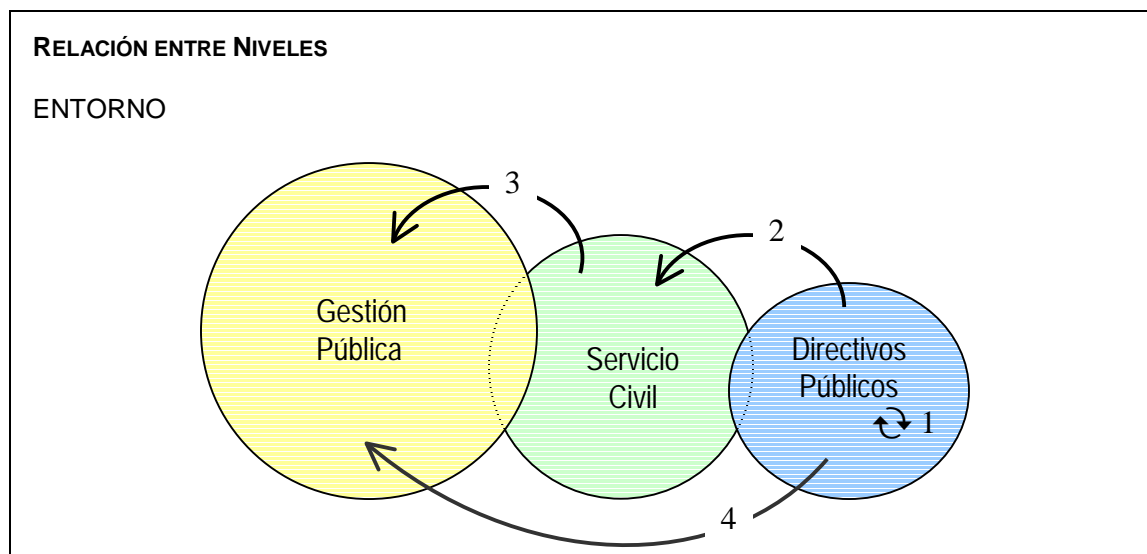 RELACIÓN ENTRE NIVELES
ENTORNO
3
2
Gestión
Pública
Servicio
Civil
Directivos
Públicos
1
4